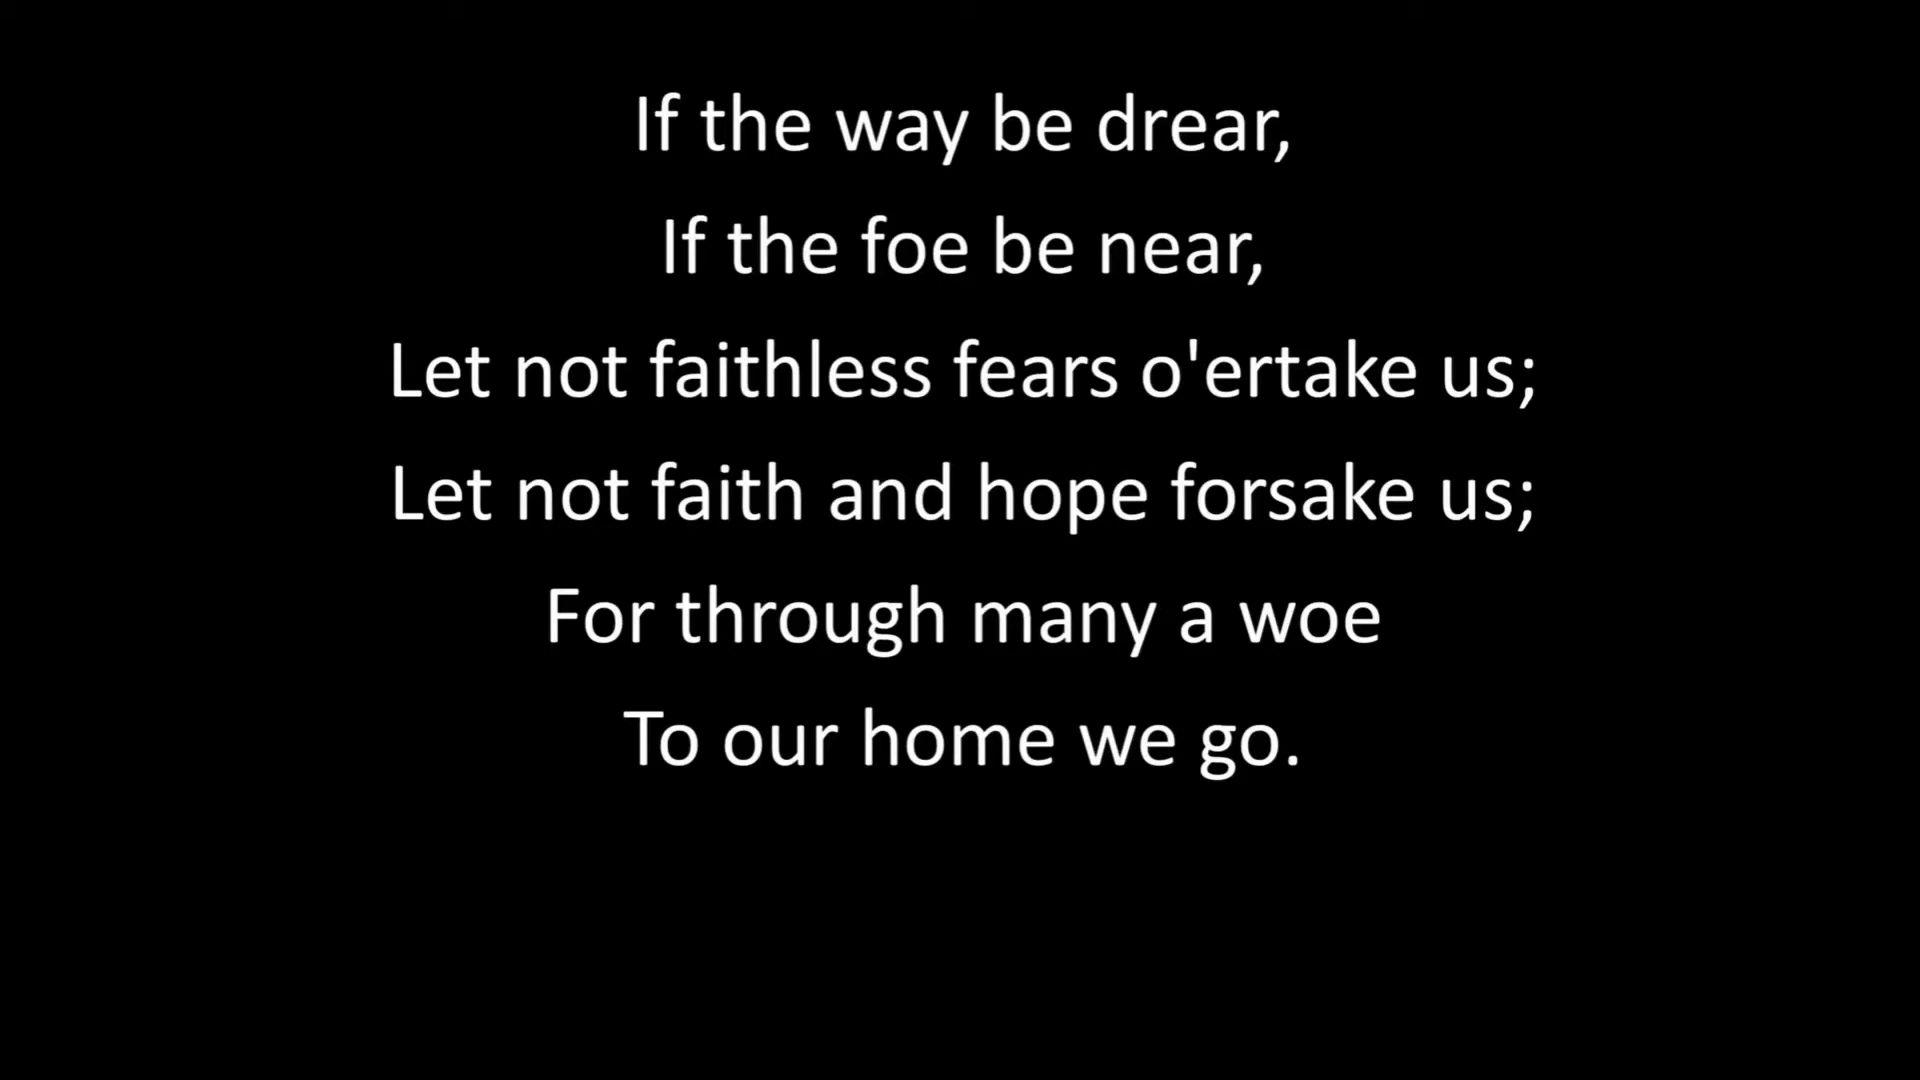 If the way be drear,
If the foe be near,
Let not faithless fears o'ertake us;
Let not faith and hope forsake us;
For through many a woe
To our home we go.